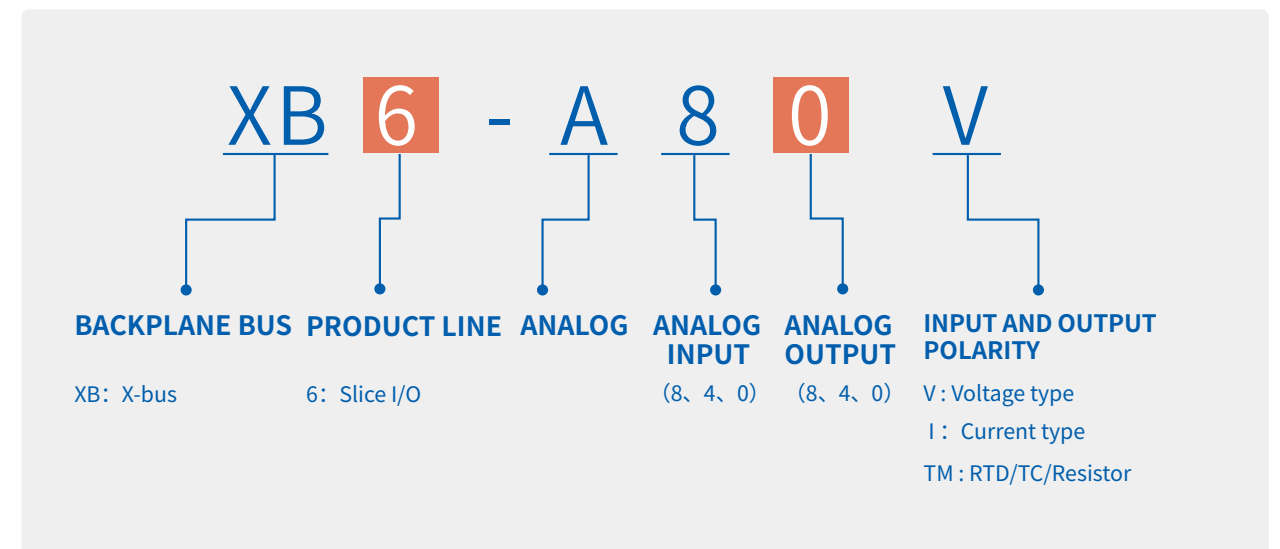 XB 6 - A 8 0 V
BACKPLANE BUS
XB：X-bus
PRODUCT LINE
6：Slice I/O
ANALOG
ANALOG
INPUT
（8、4、0）
ANALOG
OUTPUT
（8、4、0）
INPUT AND OUTPUT
POLARITY
V : Voltage type
I：Current type
TM : RTD/TC/Resistor